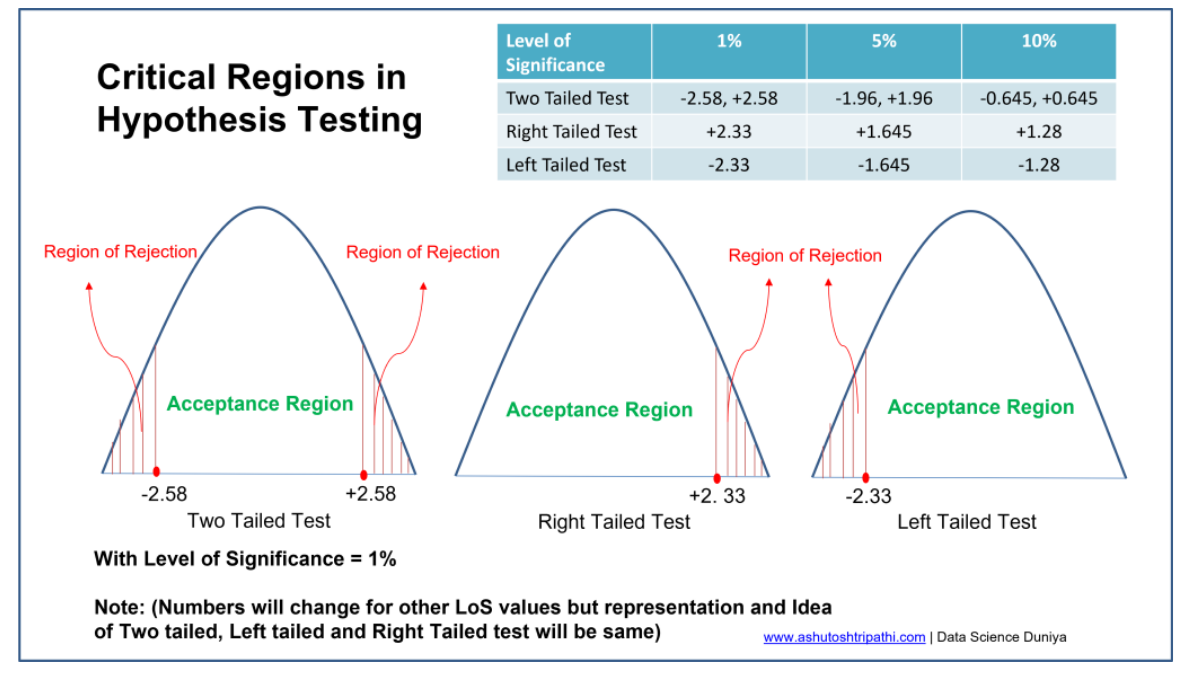 Critical Regions in
Hypothesis Testing
Level of Significance 1% 5% 10%
Two Tailed Test -2.58, +2.58 -1.96, +1.96 -0.645, +0.645
Right Tailed Test +2.33 +1.645 +1.28
Left Tailed Test -2.33 -1.645 -1.28
Region of Rejection
Region of Rejection
Region of Rejection
Acceptance Region
Acceptance Region
Acceptance Region
-2.58
+2.58
+2. 33
-2.33
Two Tailed Test
Right Tailed Test
Left Tailed Test
With Level of Significance = 1%
Note: (Numbers will change for other LoS values but representation and Idea
of Two tailed, Left tailed and Right Tailed test will be same)
www.ashutoshtripathi.com | Data Science Duniya